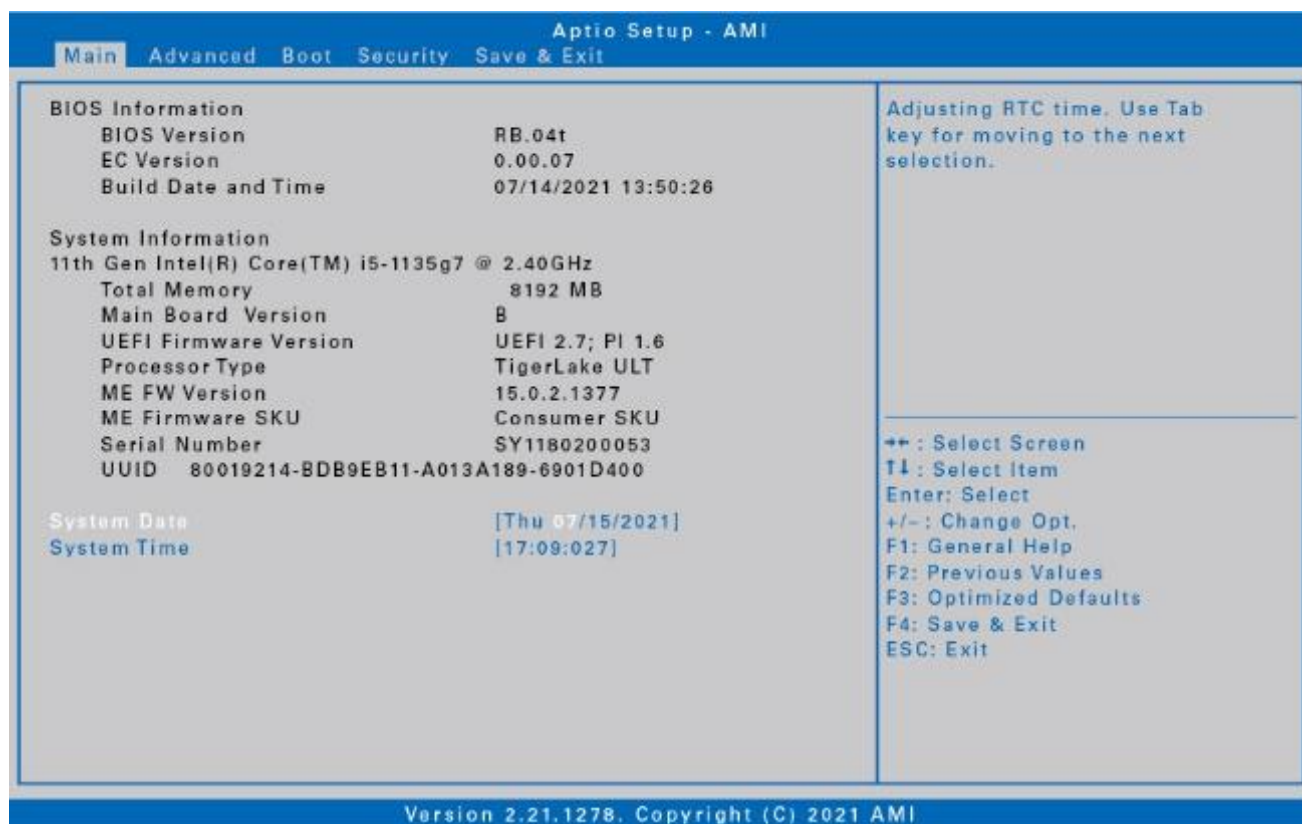 Aptio Setup - AMI
Main Advanced Boot Security Save & Exit
BIOS Information
BIOS Version RB.04t
EC Version 0.00.07
Build Date and Time 07/14/2021 13:50:26
System Information
11th Gen Intel(R) Core(TM) i5-1135g7 @ 2.40GHz
Total Memory 8192 MB
Main Board Version B
UEFI Firmware Version UEFI 2.7; PI 1.6
Processor Type TigerLake ULT
ME FW Version 15.0.2.1377
ME Firmware SKU Consumer SKU
Serial Number SY1180200053
UUID 80019214-BDB9EB11-A013A189-6901D400
System Date [Thu 07/15/2021]
System Time [17:09:027]
Adjusting RTC time. Use Tab
key for moving to the next
selection.
→← : Select Screen
↑↓ : Select Item
Enter: Select
+/- : Change Opt.
F1: General Help
F2: Previous Values
F3: Optimized Defaults
F4: Save & Exit
ESC: Exit
Version 2.21.1278. Copyright (C) 2021 AMI